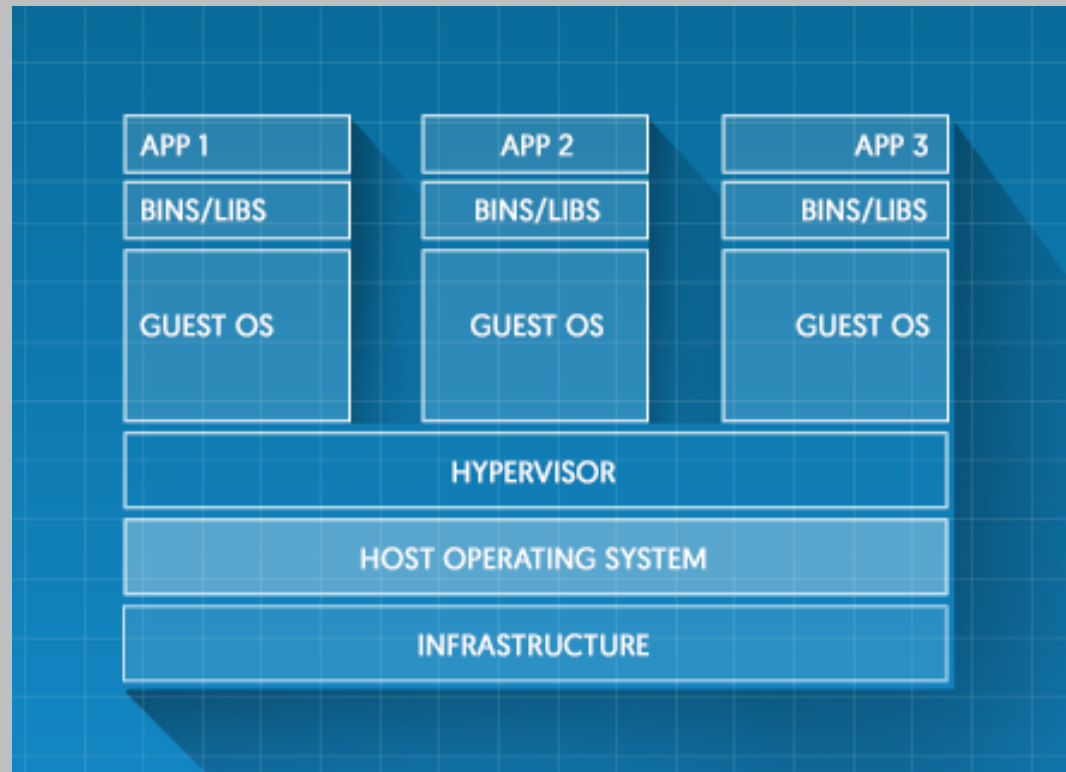 APP 1
APP 2
APP 3
BINS/LIBS
BINS/LIBS
BINS/LIBS
GUEST OS
GUEST OS
GUEST OS
HYPERVISOR
HOST OPERATING SYSTEM
INFRASTRUCTURE